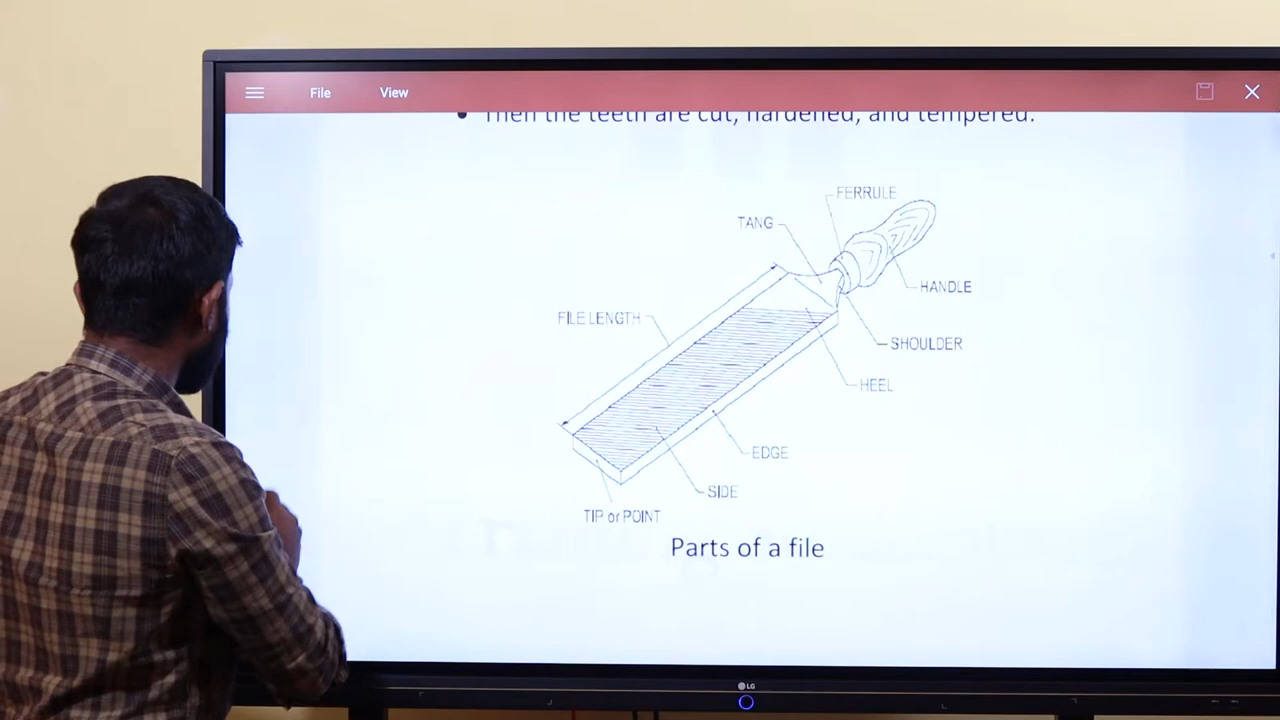 File View
• Then the teeth are cut, hardened, and tempered.
FERRULE
TANG
HANDLE
FILE LENGTH
SHOULDER
HEEL
EDGE
SIDE
TIP or POINT
Parts of a file
LG